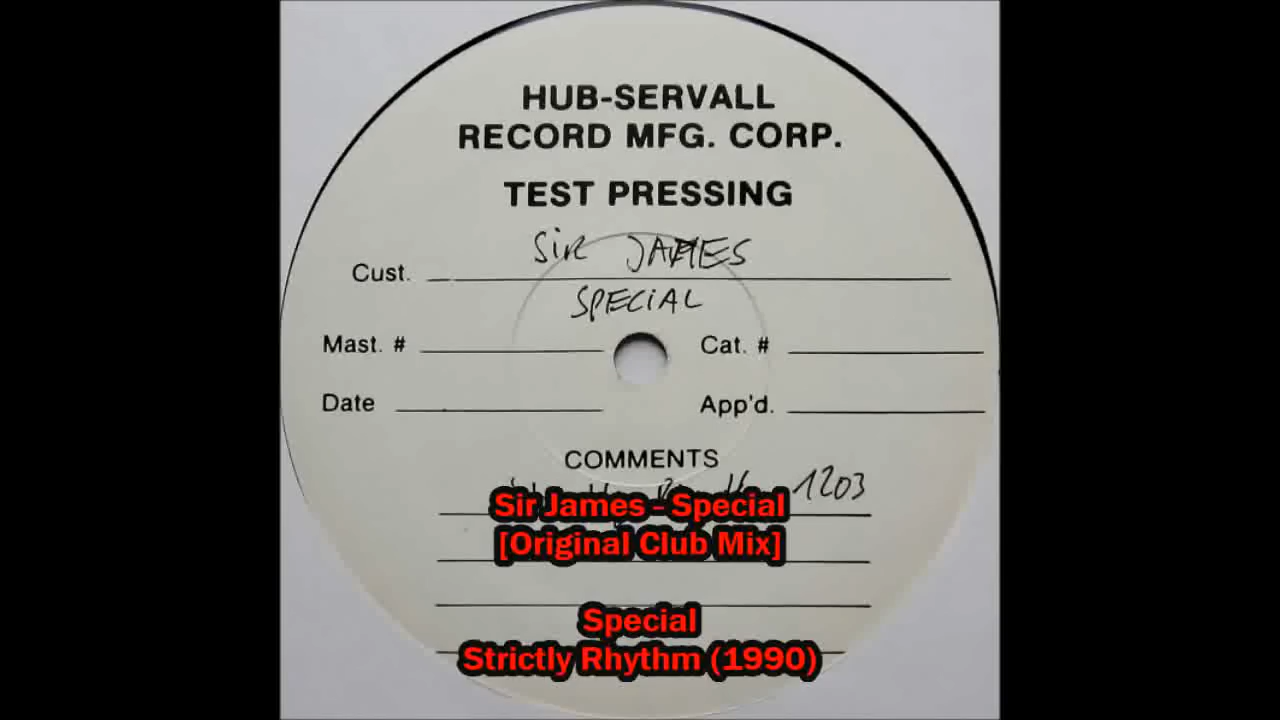 HUB-SERVALL
RECORD MFG. CORP.
TEST PRESSING
Sir JAMES
Cust.
SPECiAL
Mast. # Cat. #
Date App'd.
COMMENTS
1203
Sir James - Special
[Original Club Mix]
Special
Strictly Rhythm (1990)